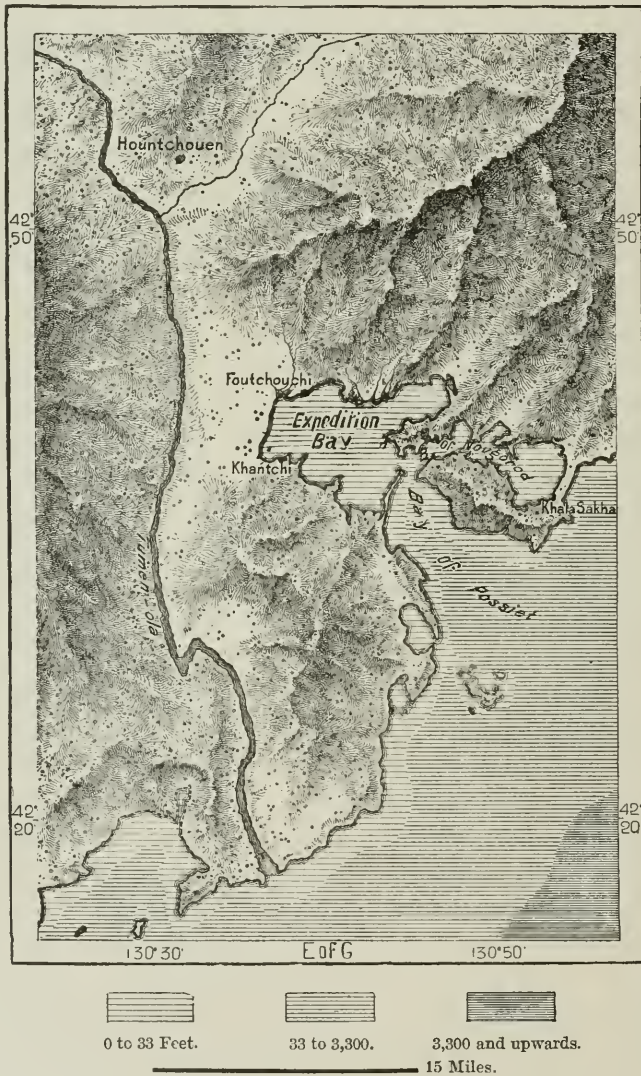 Hountchouen
42°
50'
42°
50'
Foutchouchi
Expedition
Bay
Novgorod
Khantchi
Khala Sakha
Bay of Possiet
Tumen-ola
42°
20'
42°
20'
130°30'
E of G
130°50'
0 to 33 Feet.
33 to 3,300.
3,300 and upwards.
15 Miles.